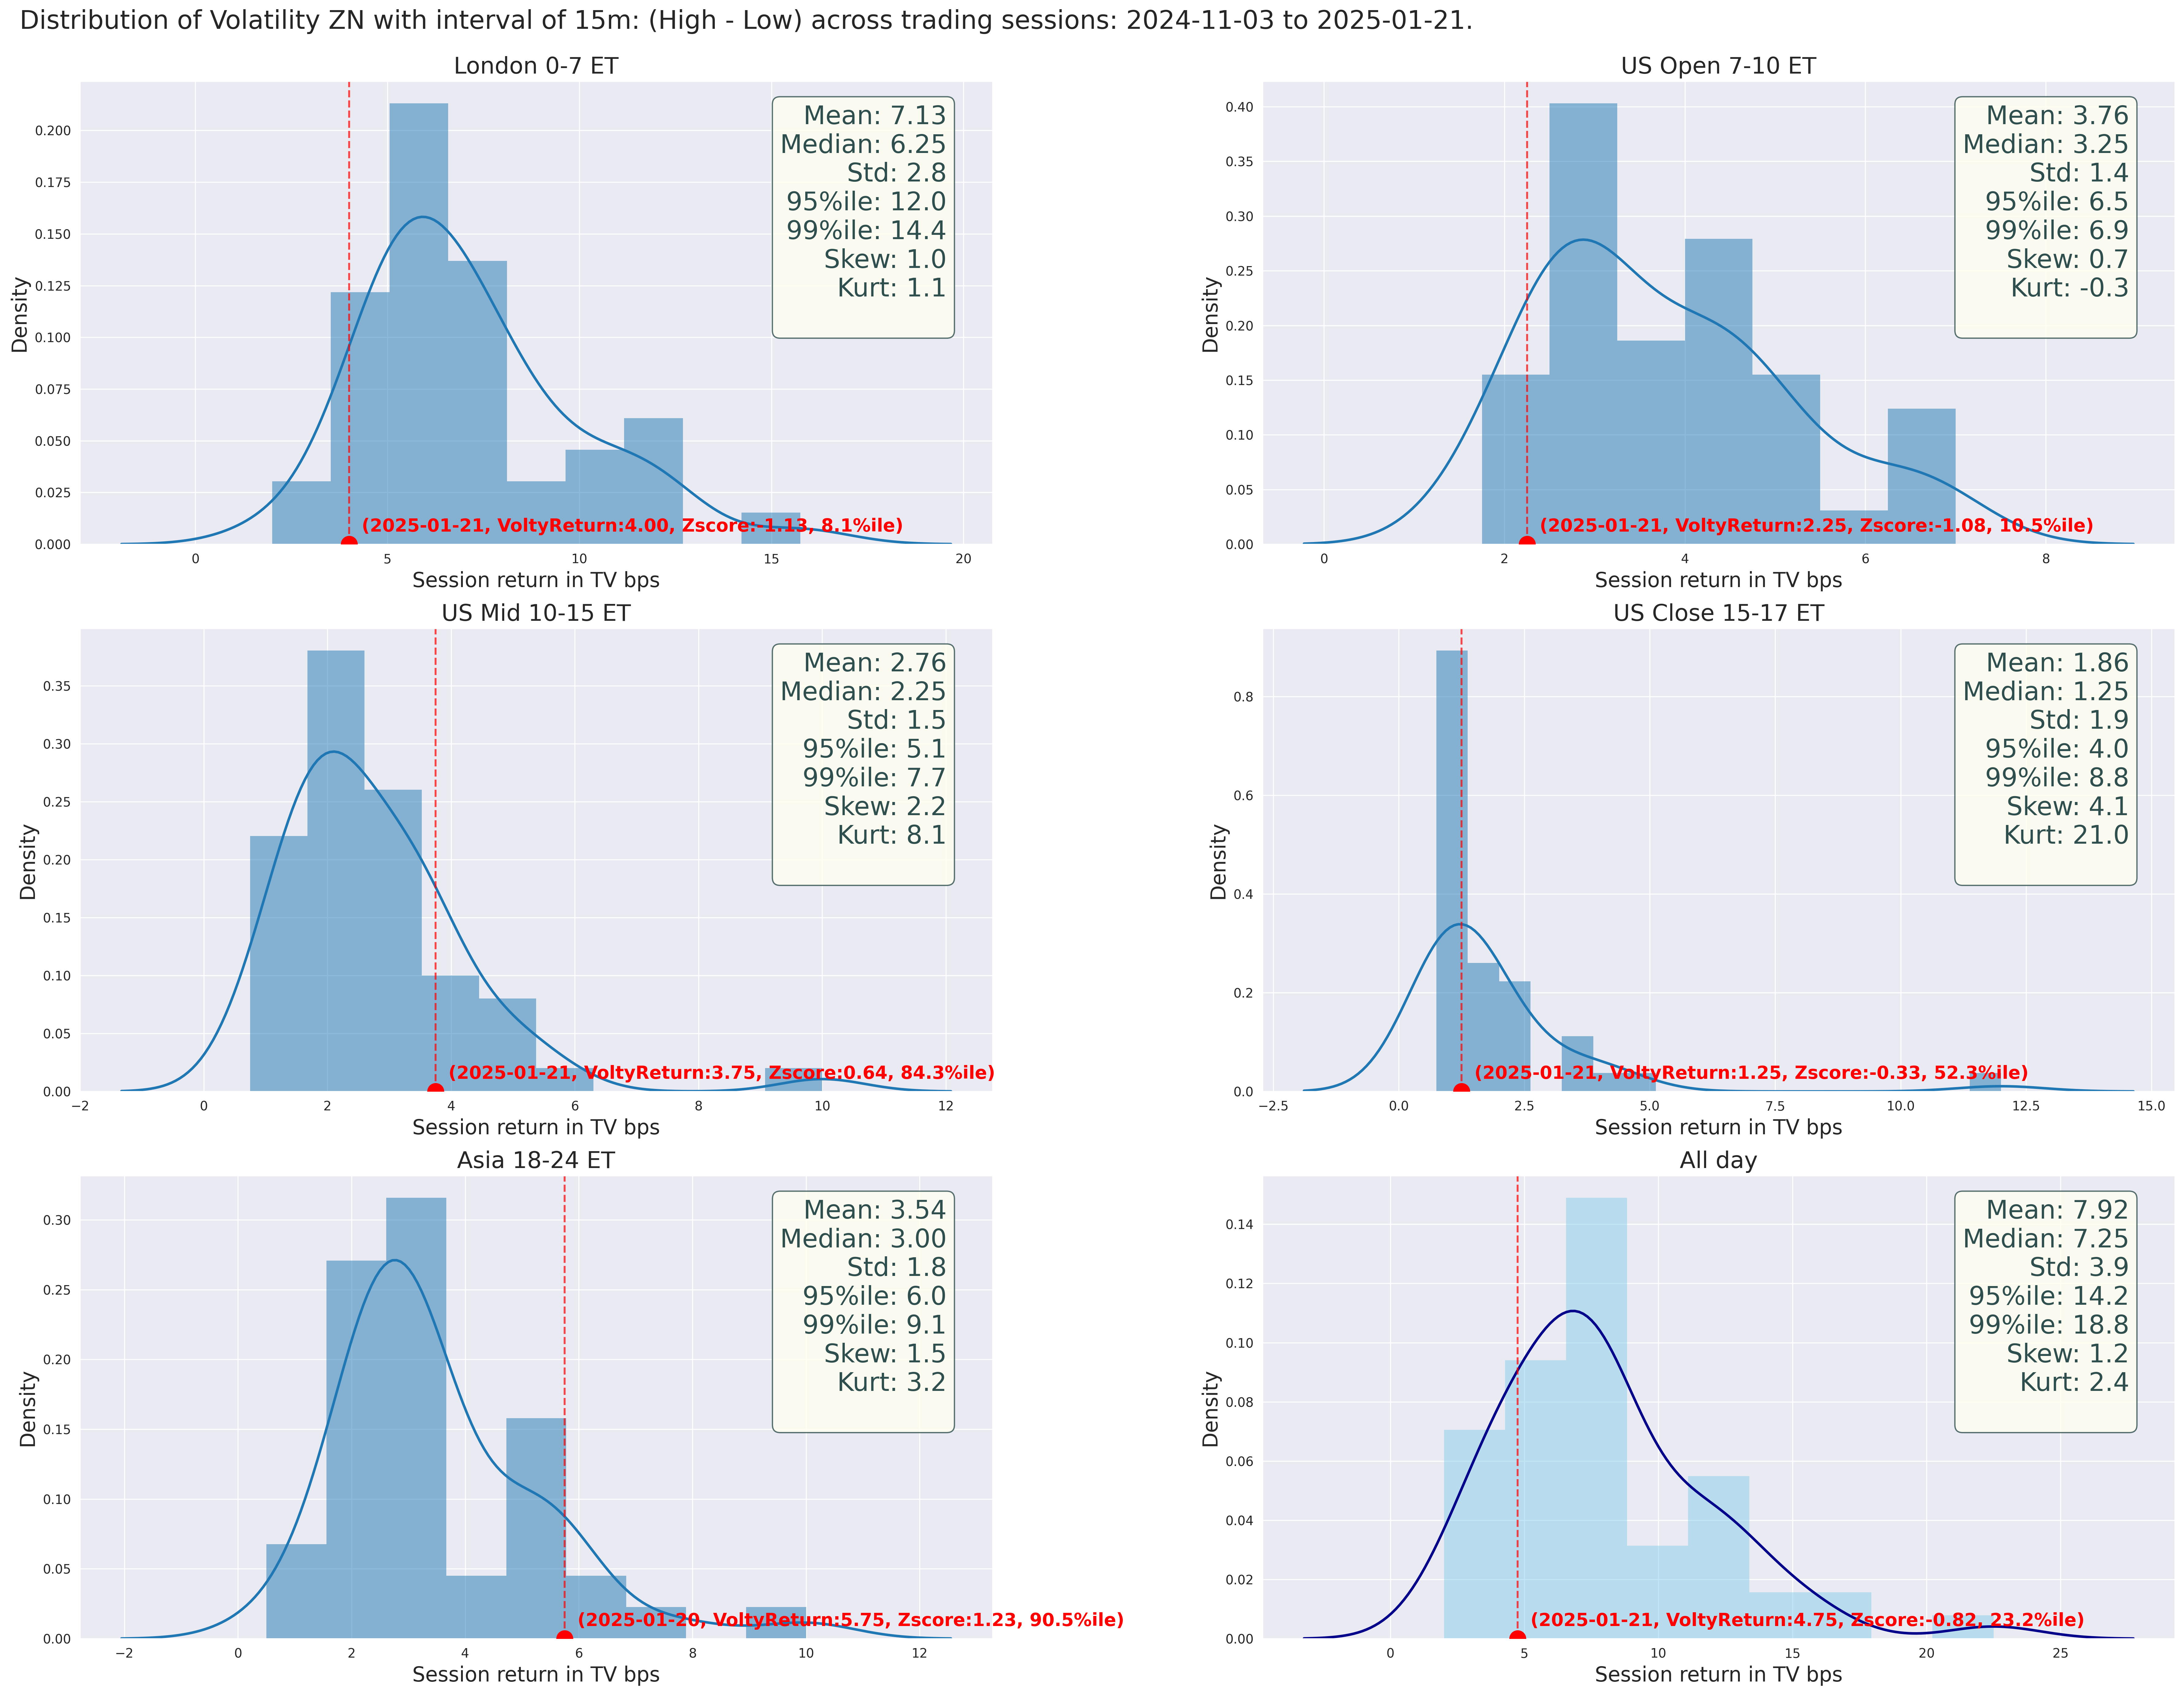 Distribution of Volatility ZN with interval of 15m: (High - Low) across trading sessions: 2024-11-03 to 2025-01-21.
London 0-7 ET
Density
0.200
0.175
0.150
0.125
0.100
0.075
0.050
0.025
0.000
Mean: 7.13
Median: 6.25
Std: 2.8
95%ile: 12.0
99%ile: 14.4
Skew: 1.0
Kurt: 1.1
(2025-01-21, VoltyReturn:4.00, Zscore:-1.13, 8.1%ile)
0 5 10 15 20
Session return in TV bps
US Open 7-10 ET
Density
0.40
0.35
0.30
0.25
0.20
0.15
0.10
0.05
0.00
Mean: 3.76
Median: 3.25
Std: 1.4
95%ile: 6.5
99%ile: 6.9
Skew: 0.7
Kurt: -0.3
(2025-01-21, VoltyReturn:2.25, Zscore:-1.08, 10.5%ile)
0 2 4 6 8
Session return in TV bps
US Mid 10-15 ET
Density
0.35
0.30
0.25
0.20
0.15
0.10
0.05
0.00
Mean: 2.76
Median: 2.25
Std: 1.5
95%ile: 5.1
99%ile: 7.7
Skew: 2.2
Kurt: 8.1
(2025-01-21, VoltyReturn:3.75, Zscore:0.64, 84.3%ile)
−2 0 2 4 6 8 10 12
Session return in TV bps
US Close 15-17 ET
Density
0.8
0.6
0.4
0.2
0.0
Mean: 1.86
Median: 1.25
Std: 1.9
95%ile: 4.0
99%ile: 8.8
Skew: 4.1
Kurt: 21.0
(2025-01-21, VoltyReturn:1.25, Zscore:-0.33, 52.3%ile)
−2.5 0.0 2.5 5.0 7.5 10.0 12.5 15.0
Session return in TV bps
Asia 18-24 ET
Density
0.30
0.25
0.20
0.15
0.10
0.05
0.00
Mean: 3.54
Median: 3.00
Std: 1.8
95%ile: 6.0
99%ile: 9.1
Skew: 1.5
Kurt: 3.2
(2025-01-20, VoltyReturn:5.75, Zscore:1.23, 90.5%ile)
−2 0 2 4 6 8 10 12
Session return in TV bps
All day
Density
0.14
0.12
0.10
0.08
0.06
0.04
0.02
0.00
Mean: 7.92
Median: 7.25
Std: 3.9
95%ile: 14.2
99%ile: 18.8
Skew: 1.2
Kurt: 2.4
(2025-01-21, VoltyReturn:4.75, Zscore:-0.82, 23.2%ile)
0 5 10 15 20 25
Session return in TV bps